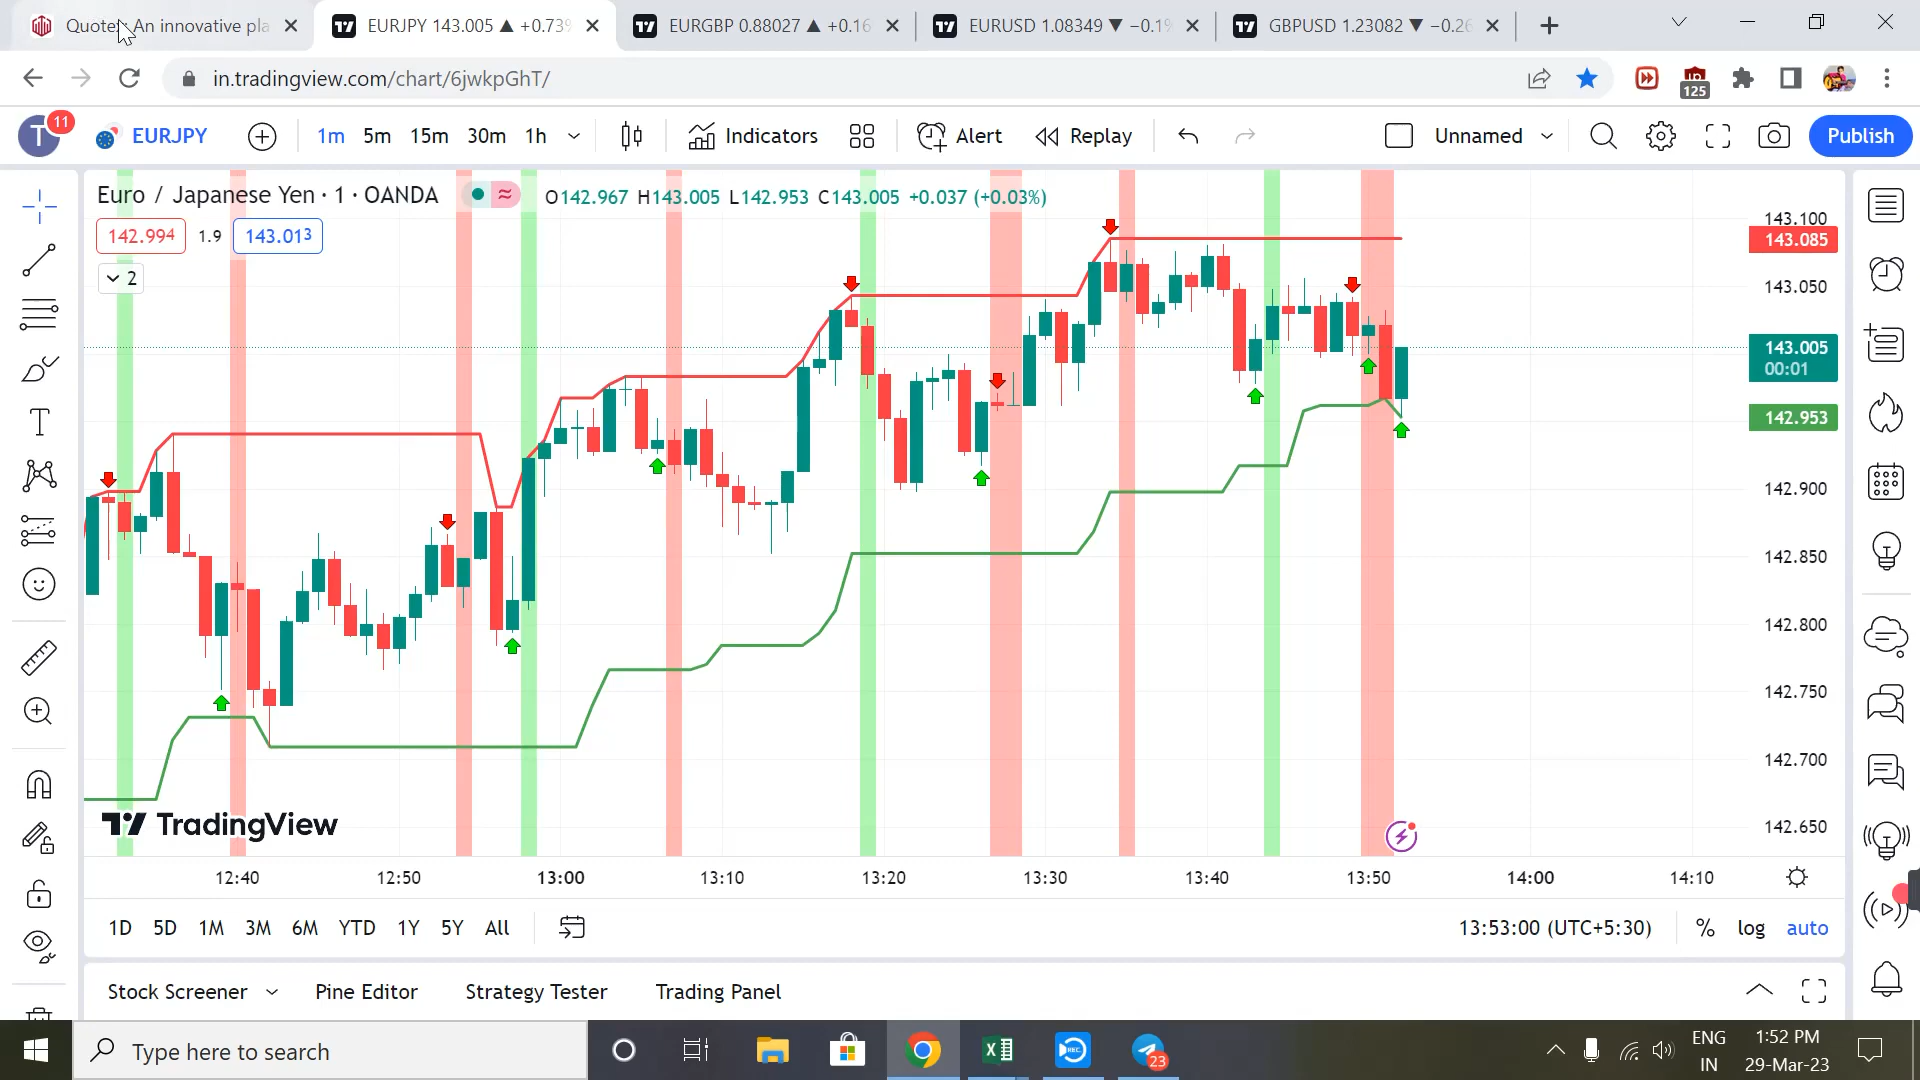 Quotex An innovative pla
EURJPY 143.005 ▲ +0.73%
EURGBP 0.88027 ▲ +0.16
EURUSD 1.08349 ▼ −0.19%
GBPUSD 1.23082 ▼ −0.26
in.tradingview.com/chart/6jwkpGhT/
125
T
11
EURJPY
1m 5m 15m 30m 1h
Indicators
Alert
Replay
Unnamed
Publish
Euro / Japanese Yen · 1 · OANDA
O142.967 H143.005 L142.953 C143.005 +0.037 (+0.03%)
142.994 1.9 143.013
2
143.100
143.085
143.050
143.005
00:01
142.953
142.900
142.850
142.800
142.750
142.700
142.650
TradingView
12:40 12:50 13:00 13:10 13:20 13:30 13:40 13:50 14:00 14:10
1D 5D 1M 3M 6M YTD 1Y 5Y All
13:53:00 (UTC+5:30) % log auto
Stock Screener Pine Editor Strategy Tester Trading Panel
Type here to search
REC
23
ENG
IN
1:52 PM
29-Mar-23